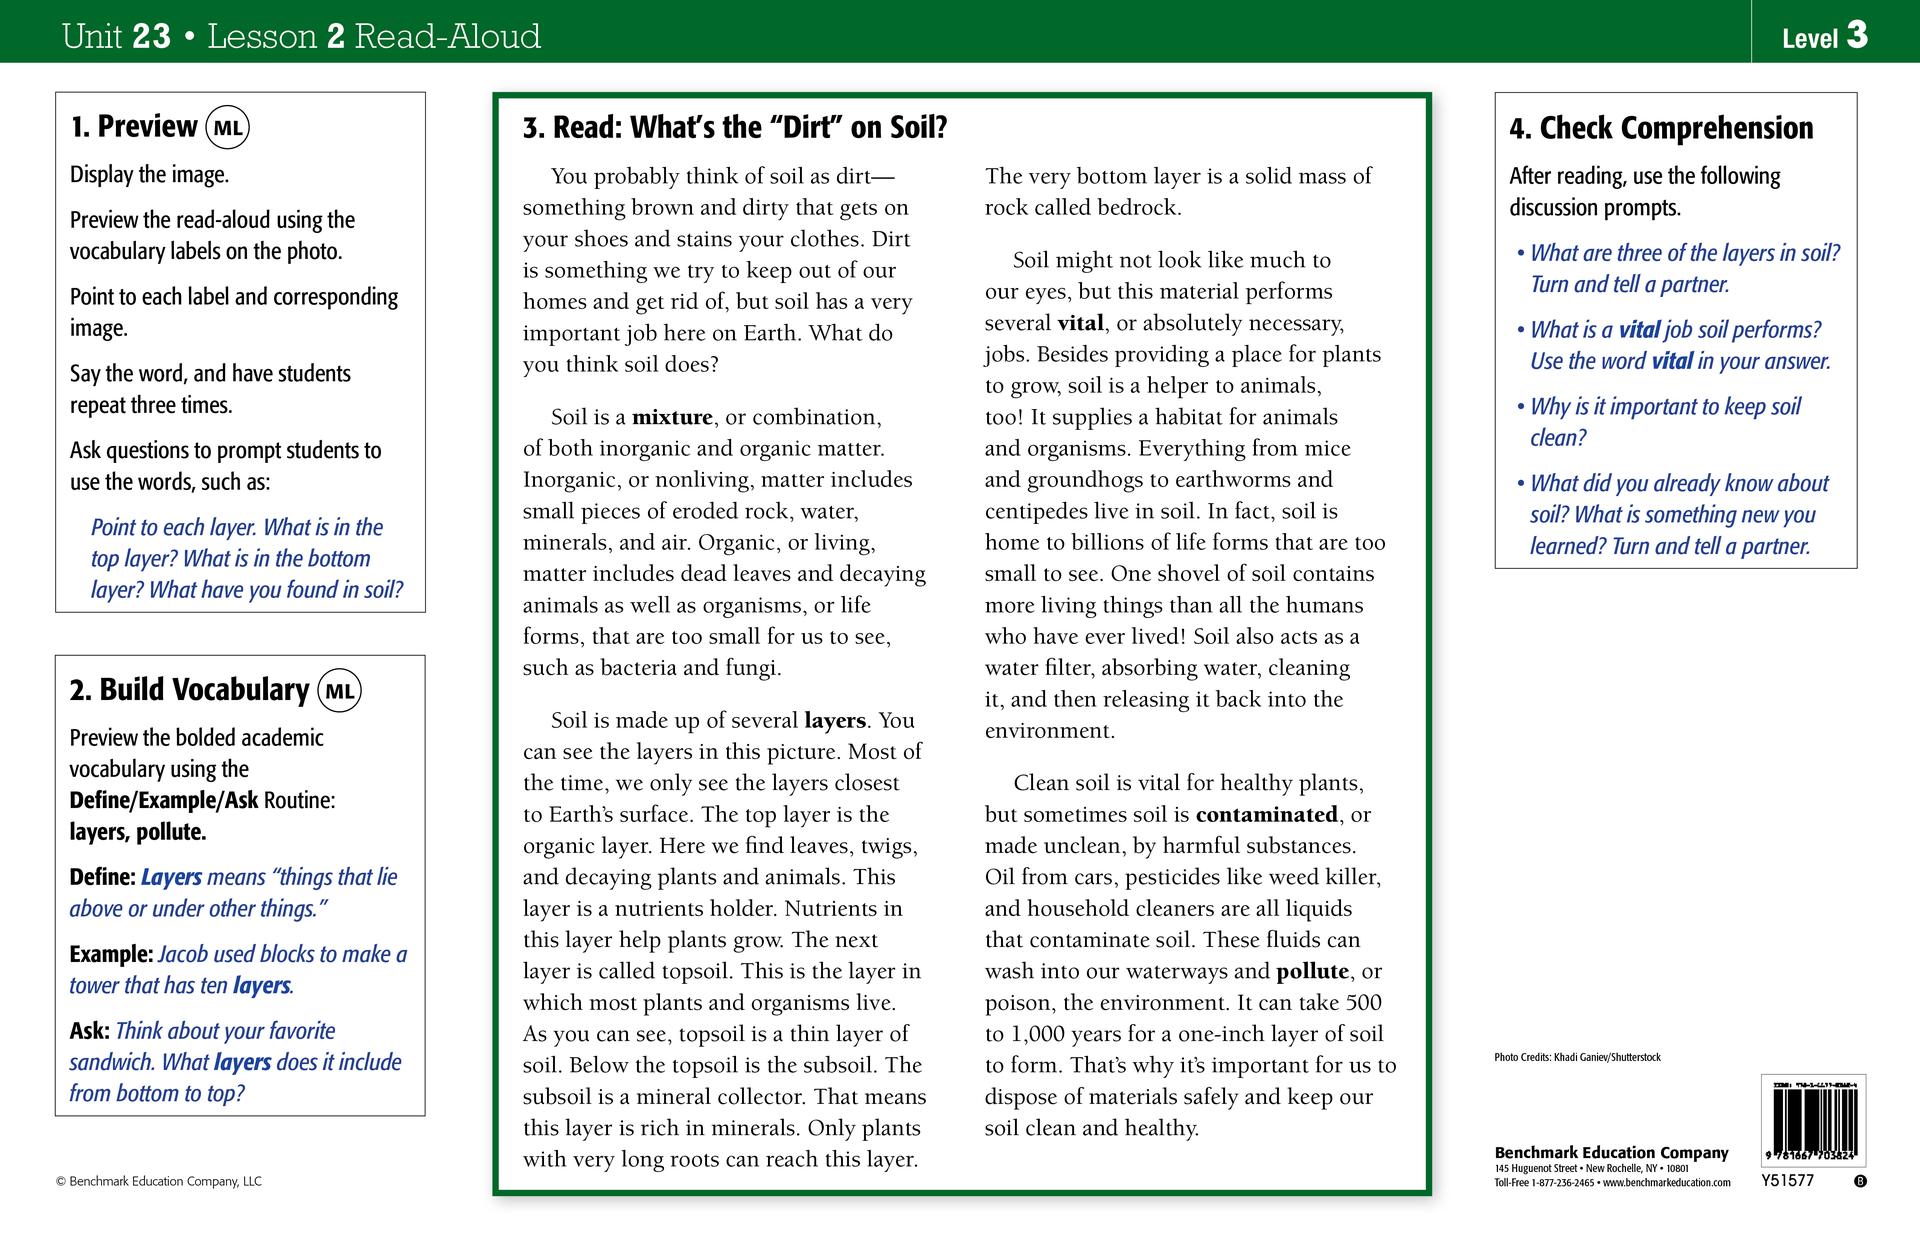 Unit 23 • Lesson 2 Read-Aloud
Level 3
1. Preview ML
Display the image.
Preview the read-aloud using the
vocabulary labels on the photo.
Point to each label and corresponding
image.
Say the word, and have students
repeat three times.
Ask questions to prompt students to
use the words, such as:
Point to each layer. What is in the
top layer? What is in the bottom
layer? What have you found in soil?
2. Build Vocabulary ML
Preview the bolded academic
vocabulary using the
Define/Example/Ask Routine:
layers, pollute.
Define: Layers means “things that lie
above or under other things.”
Example: Jacob used blocks to make a
tower that has ten layers.
Ask: Think about your favorite
sandwich. What layers does it include
from bottom to top?
© Benchmark Education Company, LLC
3. Read: What’s the “Dirt” on Soil?
You probably think of soil as dirt—
something brown and dirty that gets on
your shoes and stains your clothes. Dirt
is something we try to keep out of our
homes and get rid of, but soil has a very
important job here on Earth. What do
you think soil does?
Soil is a mixture, or combination,
of both inorganic and organic matter.
Inorganic, or nonliving, matter includes
small pieces of eroded rock, water,
minerals, and air. Organic, or living,
matter includes dead leaves and decaying
animals as well as organisms, or life
forms, that are too small for us to see,
such as bacteria and fungi.
Soil is made up of several layers. You
can see the layers in this picture. Most of
the time, we only see the layers closest
to Earth’s surface. The top layer is the
organic layer. Here we find leaves, twigs,
and decaying plants and animals. This
layer is a nutrients holder. Nutrients in
this layer help plants grow. The next
layer is called topsoil. This is the layer in
which most plants and organisms live.
As you can see, topsoil is a thin layer of
soil. Below the topsoil is the subsoil. The
subsoil is a mineral collector. That means
this layer is rich in minerals. Only plants
with very long roots can reach this layer.
The very bottom layer is a solid mass of
rock called bedrock.
Soil might not look like much to
our eyes, but this material performs
several vital, or absolutely necessary,
jobs. Besides providing a place for plants
to grow, soil is a helper to animals,
too! It supplies a habitat for animals
and organisms. Everything from mice
and groundhogs to earthworms and
centipedes live in soil. In fact, soil is
home to billions of life forms that are too
small to see. One shovel of soil contains
more living things than all the humans
who have ever lived! Soil also acts as a
water filter, absorbing water, cleaning
it, and then releasing it back into the
environment.
Clean soil is vital for healthy plants,
but sometimes soil is contaminated, or
made unclean, by harmful substances.
Oil from cars, pesticides like weed killer,
and household cleaners are all liquids
that contaminate soil. These fluids can
wash into our waterways and pollute, or
poison, the environment. It can take 500
to 1,000 years for a one-inch layer of soil
to form. That’s why it’s important for us to
dispose of materials safely and keep our
soil clean and healthy.
4. Check Comprehension
After reading, use the following
discussion prompts.
• What are three of the layers in soil?
Turn and tell a partner.
• What is a vital job soil performs?
Use the word vital in your answer.
• Why is it important to keep soil
clean?
• What did you already know about
soil? What is something new you
learned? Turn and tell a partner.
Photo Credits: Khadi Ganiev/Shutterstock
Benchmark Education Company
145 Huguenot Street • New Rochelle, NY • 10801
Toll-Free 1-877-236-2465 • www.benchmarkeducation.com
9 781667 703824
Y51577
B